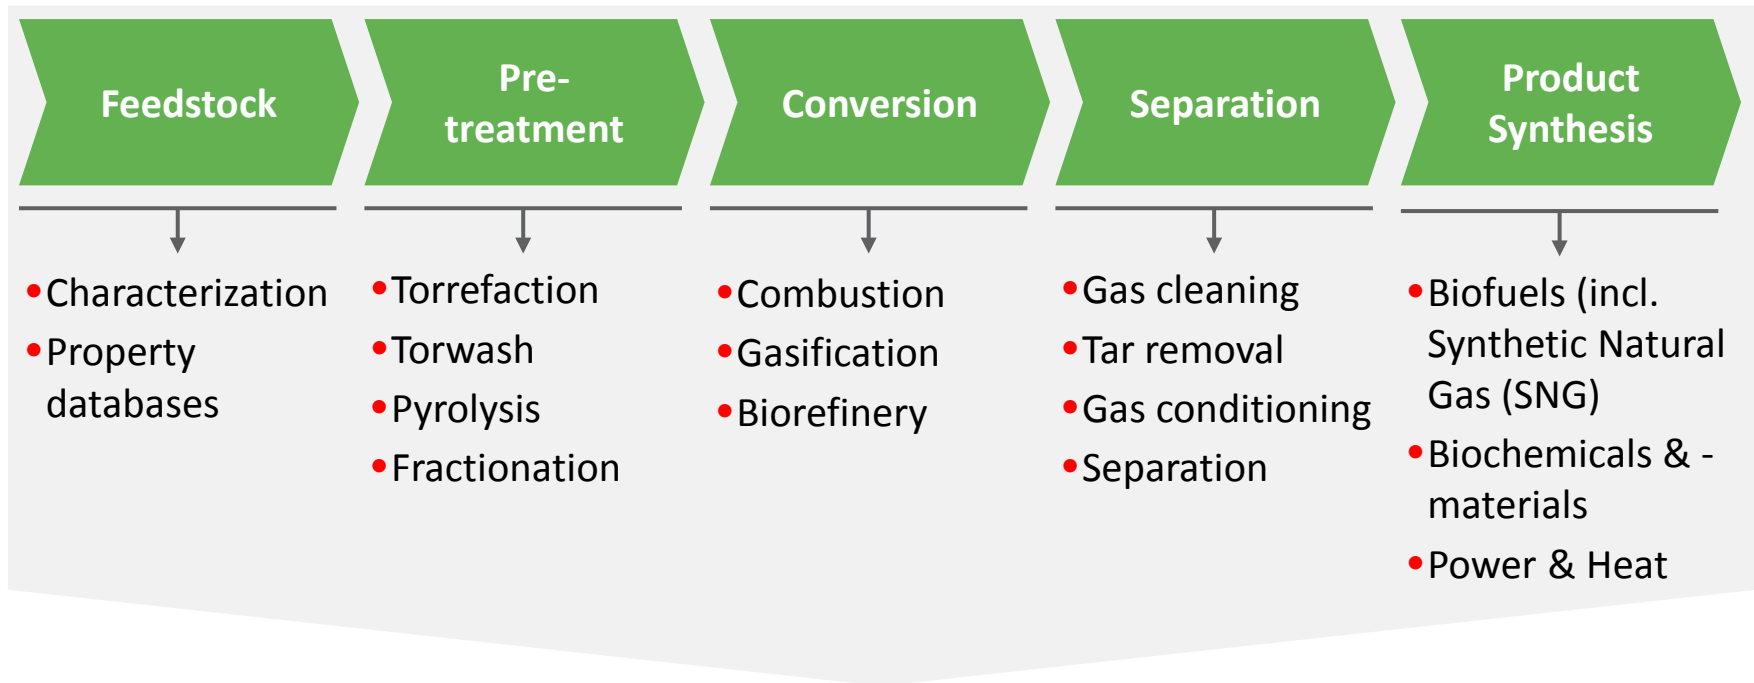 Feedstock
Pre-
treatment
Conversion
Separation
Product
Synthesis
•Characterization
•Property
databases
•Torrefaction
•Torwash
•Pyrolysis
•Fractionation
•Combustion
•Gasification
•Biorefinery
•Gas cleaning
•Tar removal
•Gas conditioning
•Separation
•Biofuels (incl.
Synthetic Natural
Gas (SNG)
•Biochemicals & -
materials
•Power & Heat